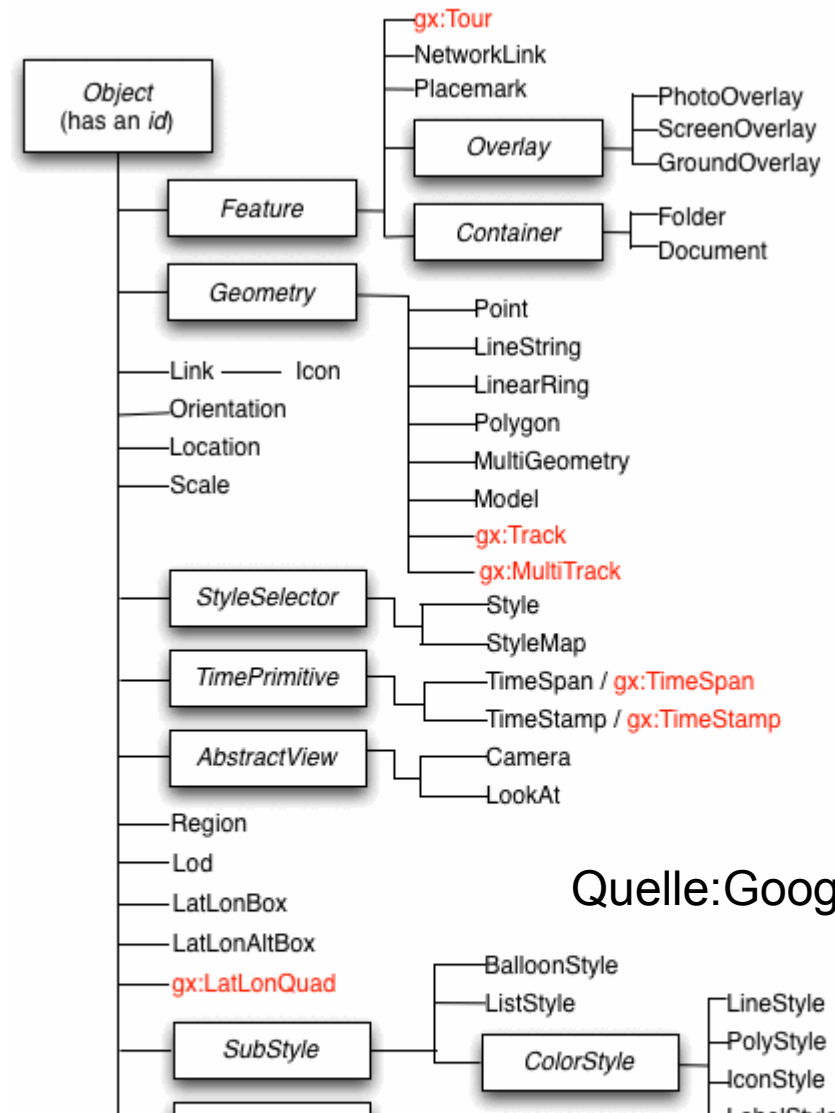 gx:Tour
NetworkLink
Placemark
Object
(has an id)
Overlay
PhotoOverlay
ScreenOverlay
GroundOverlay
Feature
Container
Folder
Document
Geometry
Point
LineString
LinearRing
Polygon
MultiGeometry
Model
gx:Track
gx:MultiTrack
Link
Icon
Orientation
Location
Scale
StyleSelector
Style
StyleMap
TimePrimitive
TimeSpan / gx:TimeSpan
TimeStamp / gx:TimeStamp
AbstractView
Camera
LookAt
Region
Lod
LatLonBox
LatLonAltBox
gx:LatLonQuad
Quelle:Goog
SubStyle
BalloonStyle
ListStyle
ColorStyle
LineStyle
PolyStyle
IconStyle